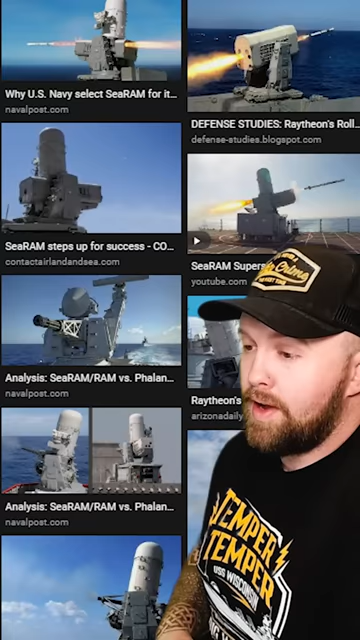 Why U.S. Navy select SeaRAM for it...
navalpost.com
DEFENSE STUDIES: Raytheon's Roll...
defense-studies.blogspot.com
SeaRAM steps up for success - CO...
contactairlandandsea.com
SeaRAM Supers
youtube.com
Analysis: SeaRAM/RAM vs. Phalan...
navalpost.com
Raytheon's
arizonadaily
Analysis: SeaRAM/RAM vs. Phalan...
navalpost.com
TEMPER
TEMPER
USS WISCONSIN